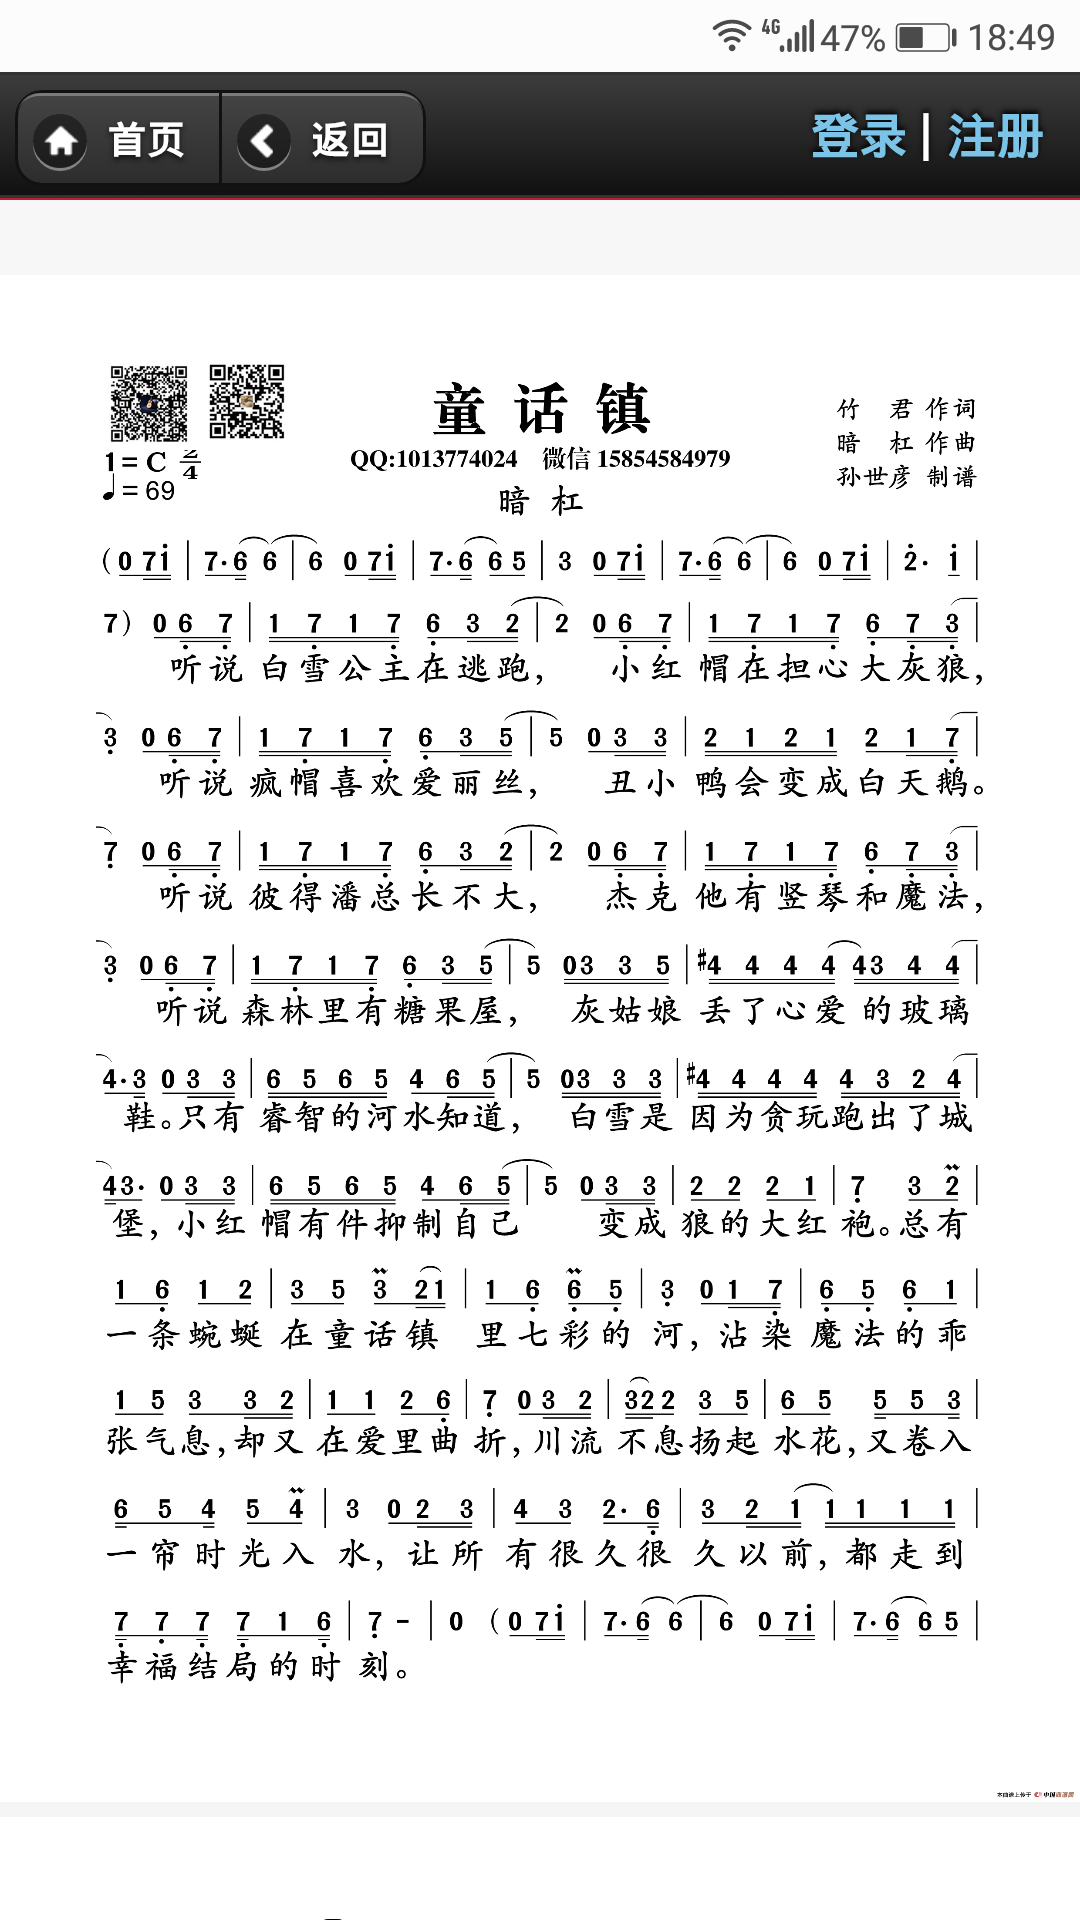 4G 47% 18:49
首页 返回 登录 | 注册
童话镇
QQ:1013774024 微信 15854584979
暗 杠
竹 君 作词
暗 杠 作曲
孙世彦 制谱
1=C 2/4
♩=69
(0 7i | 7·6 6 | 6 0 7i | 7·6 6 5 | 3 0 7i | 7·6 6 | 6 0 7i | 2· i |
7) 0 6 7 | 1 7 1 7 6 3 2 | 2 0 6 7 | 1 7 1 7 6 7 3 |
听说 白雪公主在逃跑, 小红 帽在担心大灰狼,
3 0 6 7 | 1 7 1 7 6 3 5 | 5 0 3 3 | 2 1 2 1 2 1 7 |
听说 疯帽喜欢爱丽丝, 丑小 鸭会变成白天鹅。
7 0 6 7 | 1 7 1 7 6 3 2 | 2 0 6 7 | 1 7 1 7 6 7 3 |
听说 彼得潘总长不大, 杰克 他有竖琴和魔法,
3 0 6 7 | 1 7 1 7 6 3 5 | 5 03 3 5 | #4 4 4 4 43 4 4 |
听说 森林里有糖果屋, 灰姑娘 丢了心爱 的玻璃
4·3 0 3 3 | 6 5 6 5 4 6 5 | 5 03 3 3 | #4 4 4 4 4 3 2 4 |
鞋。只有 睿智的河水知道, 白雪是 因为贪玩跑出了城
43· 0 3 3 | 6 5 6 5 4 6 5 | 5 0 3 3 | 2 2 2 1 | 7 3 2 |
堡, 小红 帽有件抑制自己 变成 狼的大红 袍。总有
1 6 1 2 | 3 5 3 21 | 1 6 6 5 | 3 0 1 7 | 6 5 6 1 |
一条蜿蜒 在童话镇 里七彩的 河, 沾染 魔法的乖
1 5 3 3 2 | 1 1 2 6 | 7 0 3 2 | 32 2 3 5 | 6 5 5 5 3 |
张气息,却又 在爱里曲 折,川流 不息扬起 水花,又卷入
6 5 4 5 4 | 3 0 2 3 | 4 3 2· 6 | 3 2 1 1 1 1 1 |
一帘时光入 水, 让所 有很久很 久以前, 都走到
7 7 7 7 1 6 | 7 - | 0 (0 7i | 7·6 6 | 6 0 7i | 7·6 6 5 |
幸福结局的时 刻。
本曲谱上传于 中国曲谱网